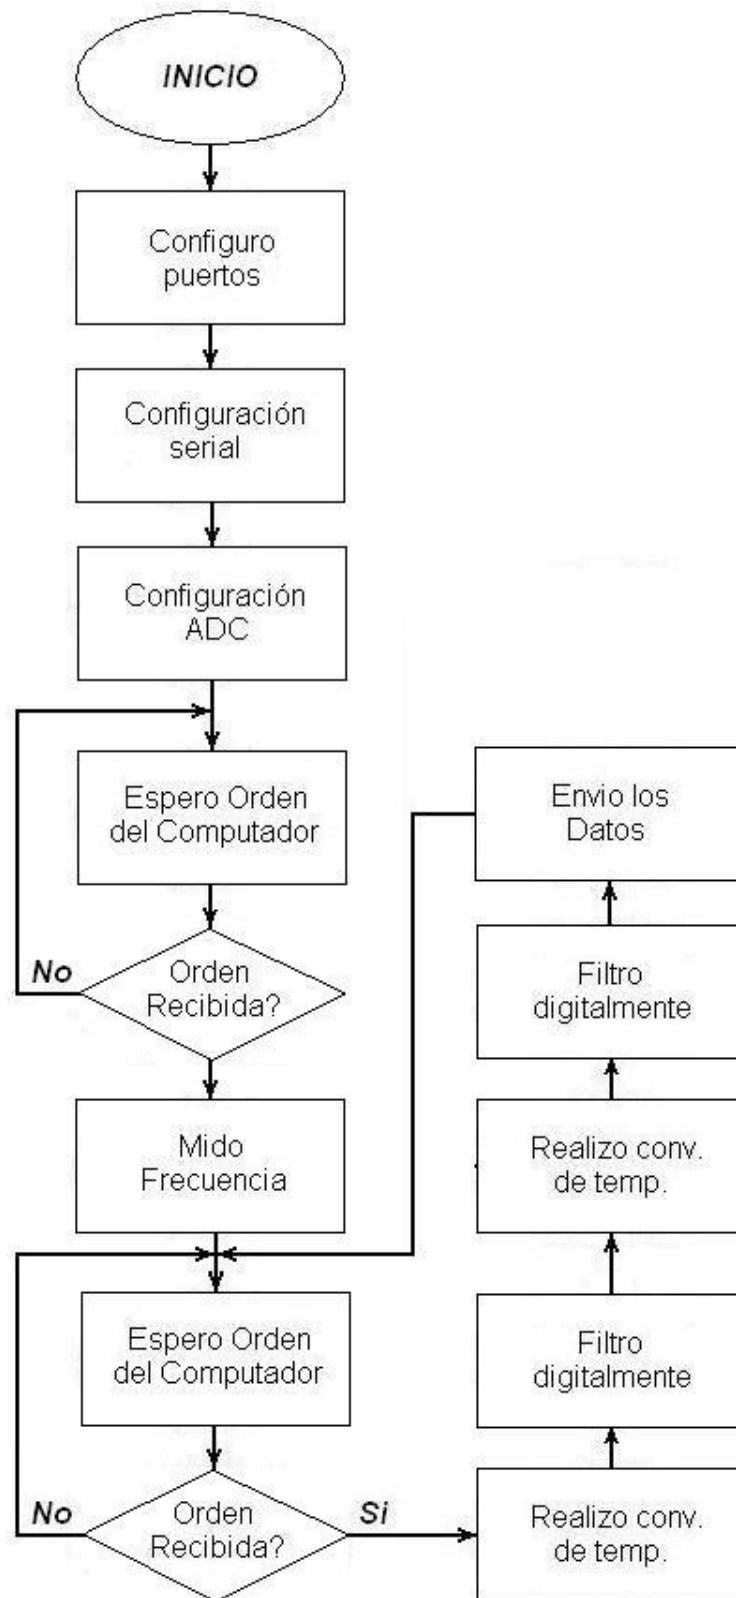 INICIO
Configuro
puertos
Configuración
serial
Configuración
ADC
Espero Orden
del Computador
No
Orden
Recibida?
Mido
Frecuencia
Espero Orden
del Computador
No
Orden
Recibida?
Si
Realizo conv.
de temp.
Filtro
digitalmente
Realizo conv.
de temp.
Filtro
digitalmente
Envio los
Datos